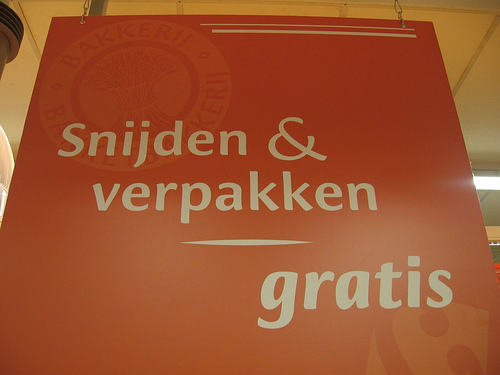 BAKKERIJ
Snijden &
verpakken
gratis